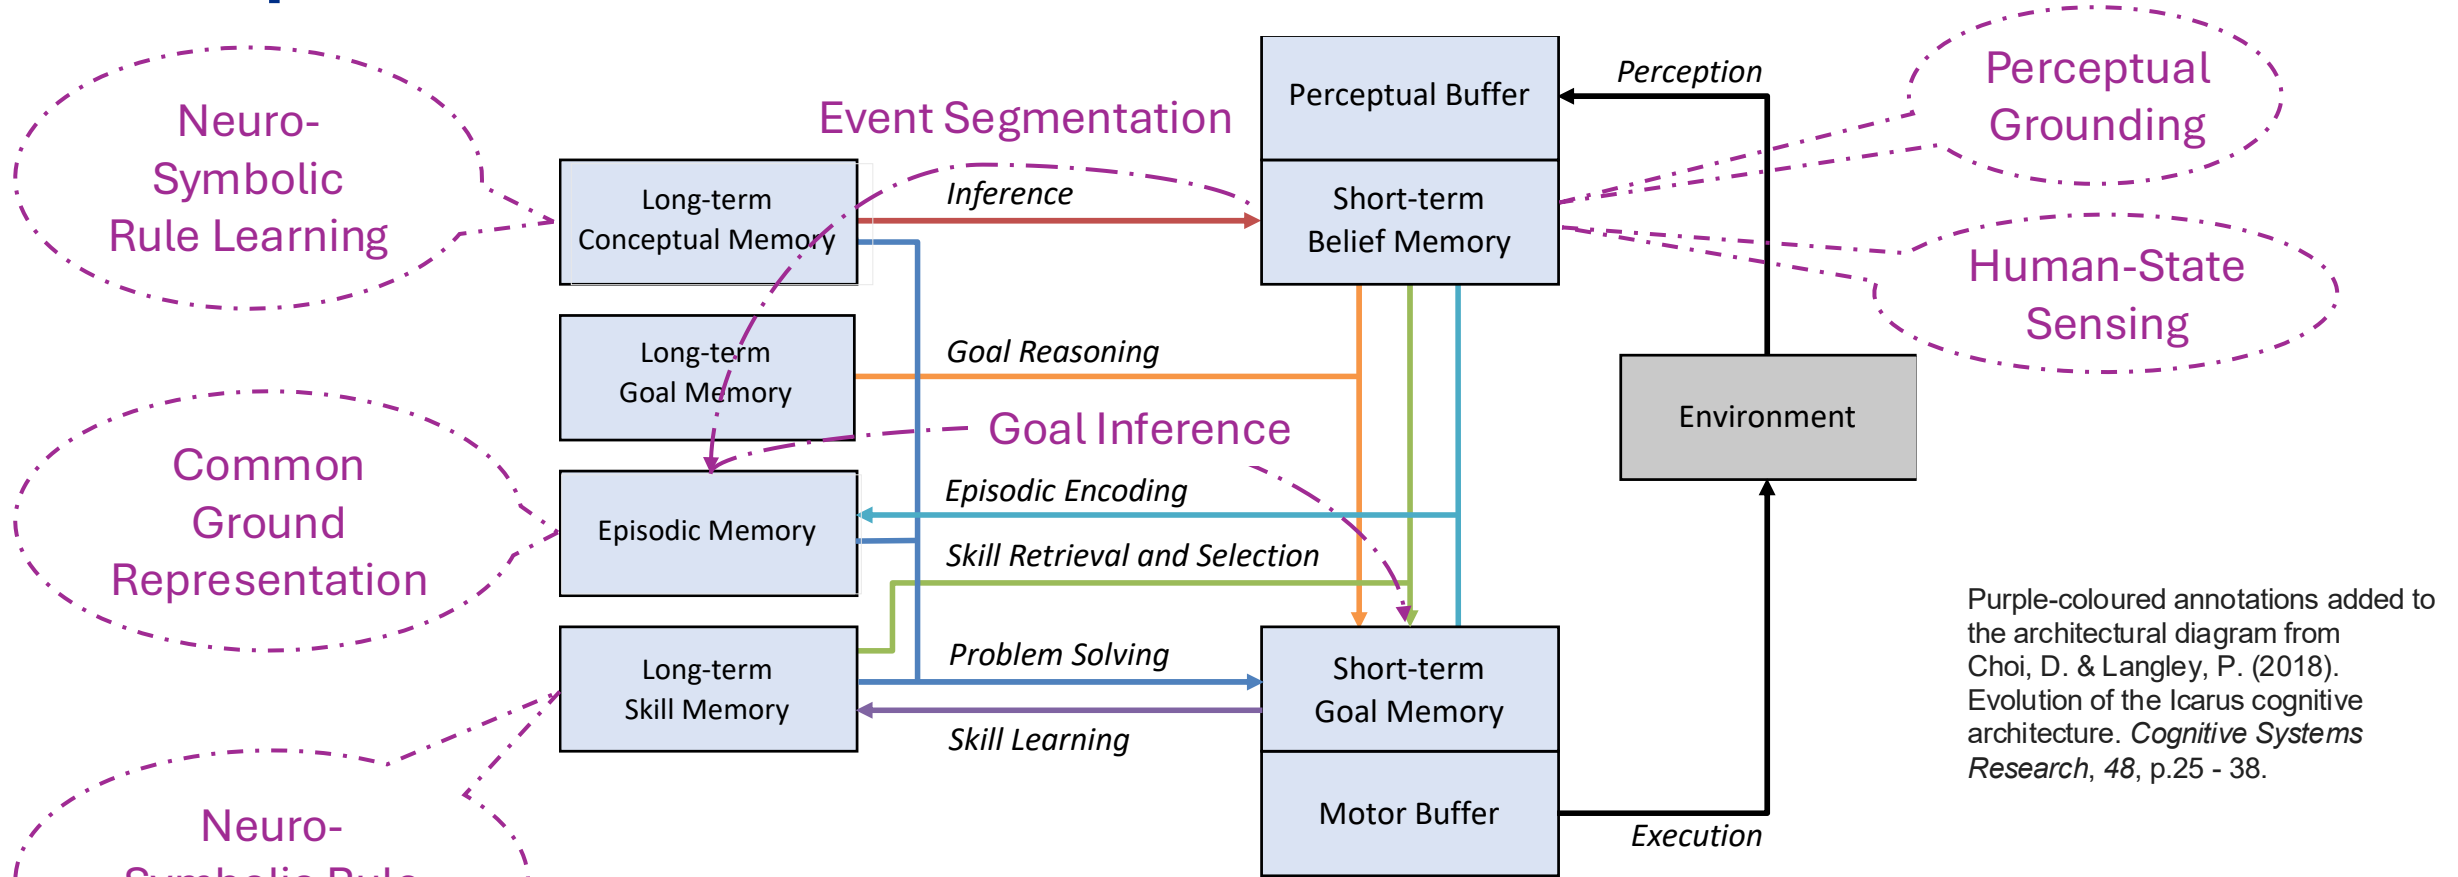 Neuro-
Symbolic
Rule Learning
Event Segmentation
Perceptual Buffer
Perception
Perceptual
Grounding
Long-term
Conceptual Memory
Inference
Short-term
Belief Memory
Human-State
Sensing
Long-term
Goal Memory
Goal Reasoning
Environment
Goal Inference
Common
Ground
Representation
Episodic Memory
Episodic Encoding
Skill Retrieval and Selection
Long-term
Skill Memory
Problem Solving
Skill Learning
Short-term
Goal Memory
Motor Buffer
Execution
Purple-coloured annotations added to
the architectural diagram from
Choi, D. & Langley, P. (2018).
Evolution of the Icarus cognitive
architecture. Cognitive Systems
Research, 48, p.25 - 38.
Neuro-
Symbolic Rule